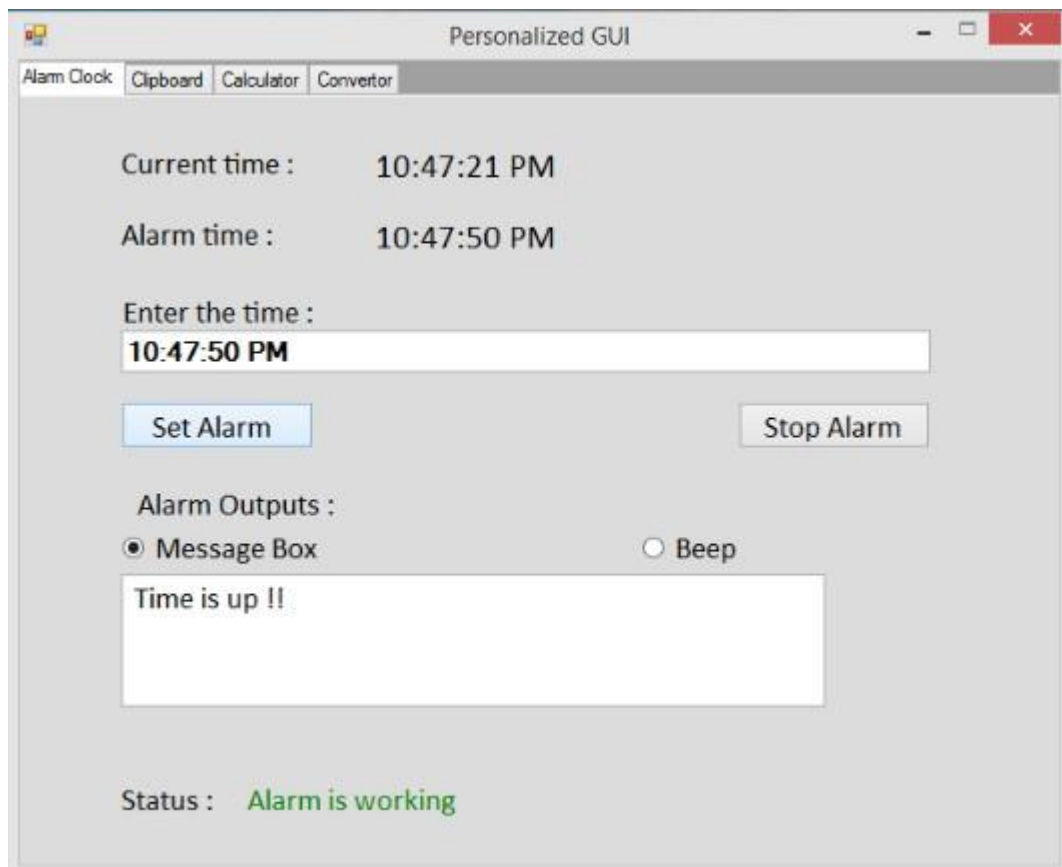 Personalized GUI
Alarm Clock Clipboard Calculator Convertor
Current time : 10:47:21 PM
Alarm time : 10:47:50 PM
Enter the time :
10:47:50 PM
Set Alarm Stop Alarm
Alarm Outputs :
Message Box Beep
Time is up !!
Status : Alarm is working